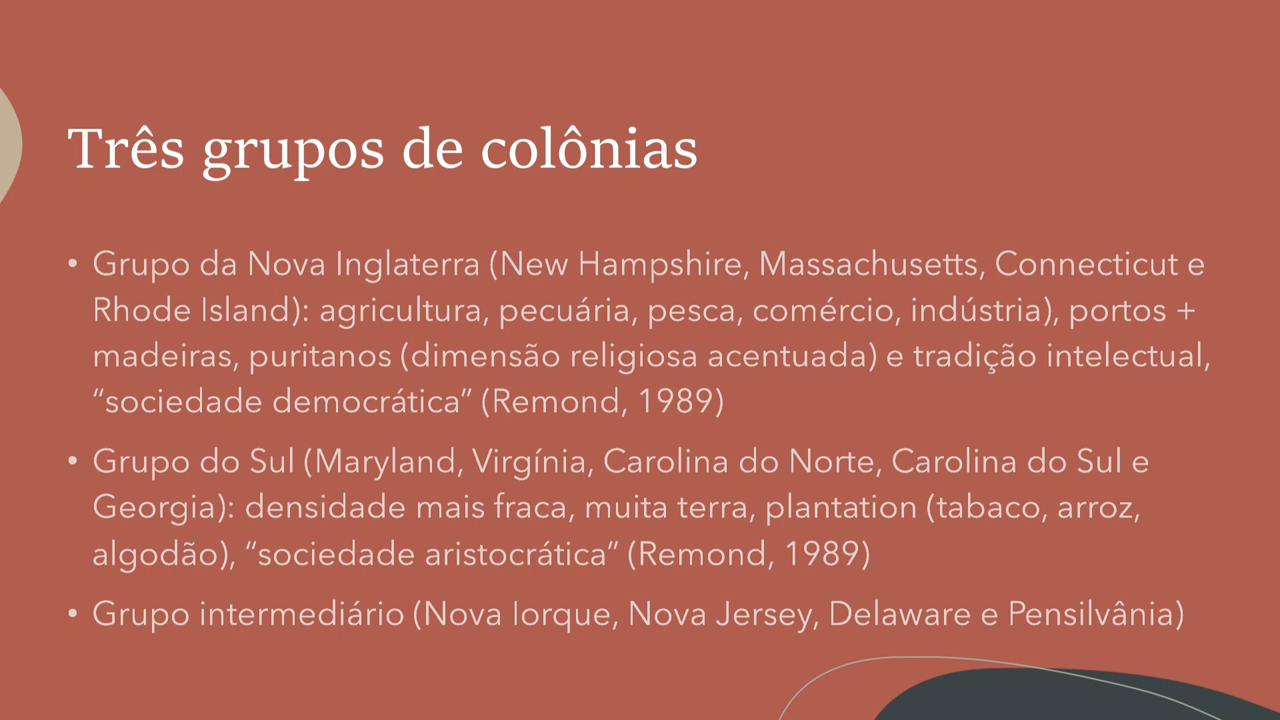 Três grupos de colônias
• Grupo da Nova Inglaterra (New Hampshire, Massachusetts, Connecticut e
Rhode Island): agricultura, pecuária, pesca, comércio, indústria), portos +
madeiras, puritanos (dimensão religiosa acentuada) e tradição intelectual,
“sociedade democrática” (Remond, 1989)
• Grupo do Sul (Maryland, Virgínia, Carolina do Norte, Carolina do Sul e
Georgia): densidade mais fraca, muita terra, plantation (tabaco, arroz,
algodão), “sociedade aristocrática” (Remond, 1989)
• Grupo intermediário (Nova Iorque, Nova Jersey, Delaware e Pensilvânia)